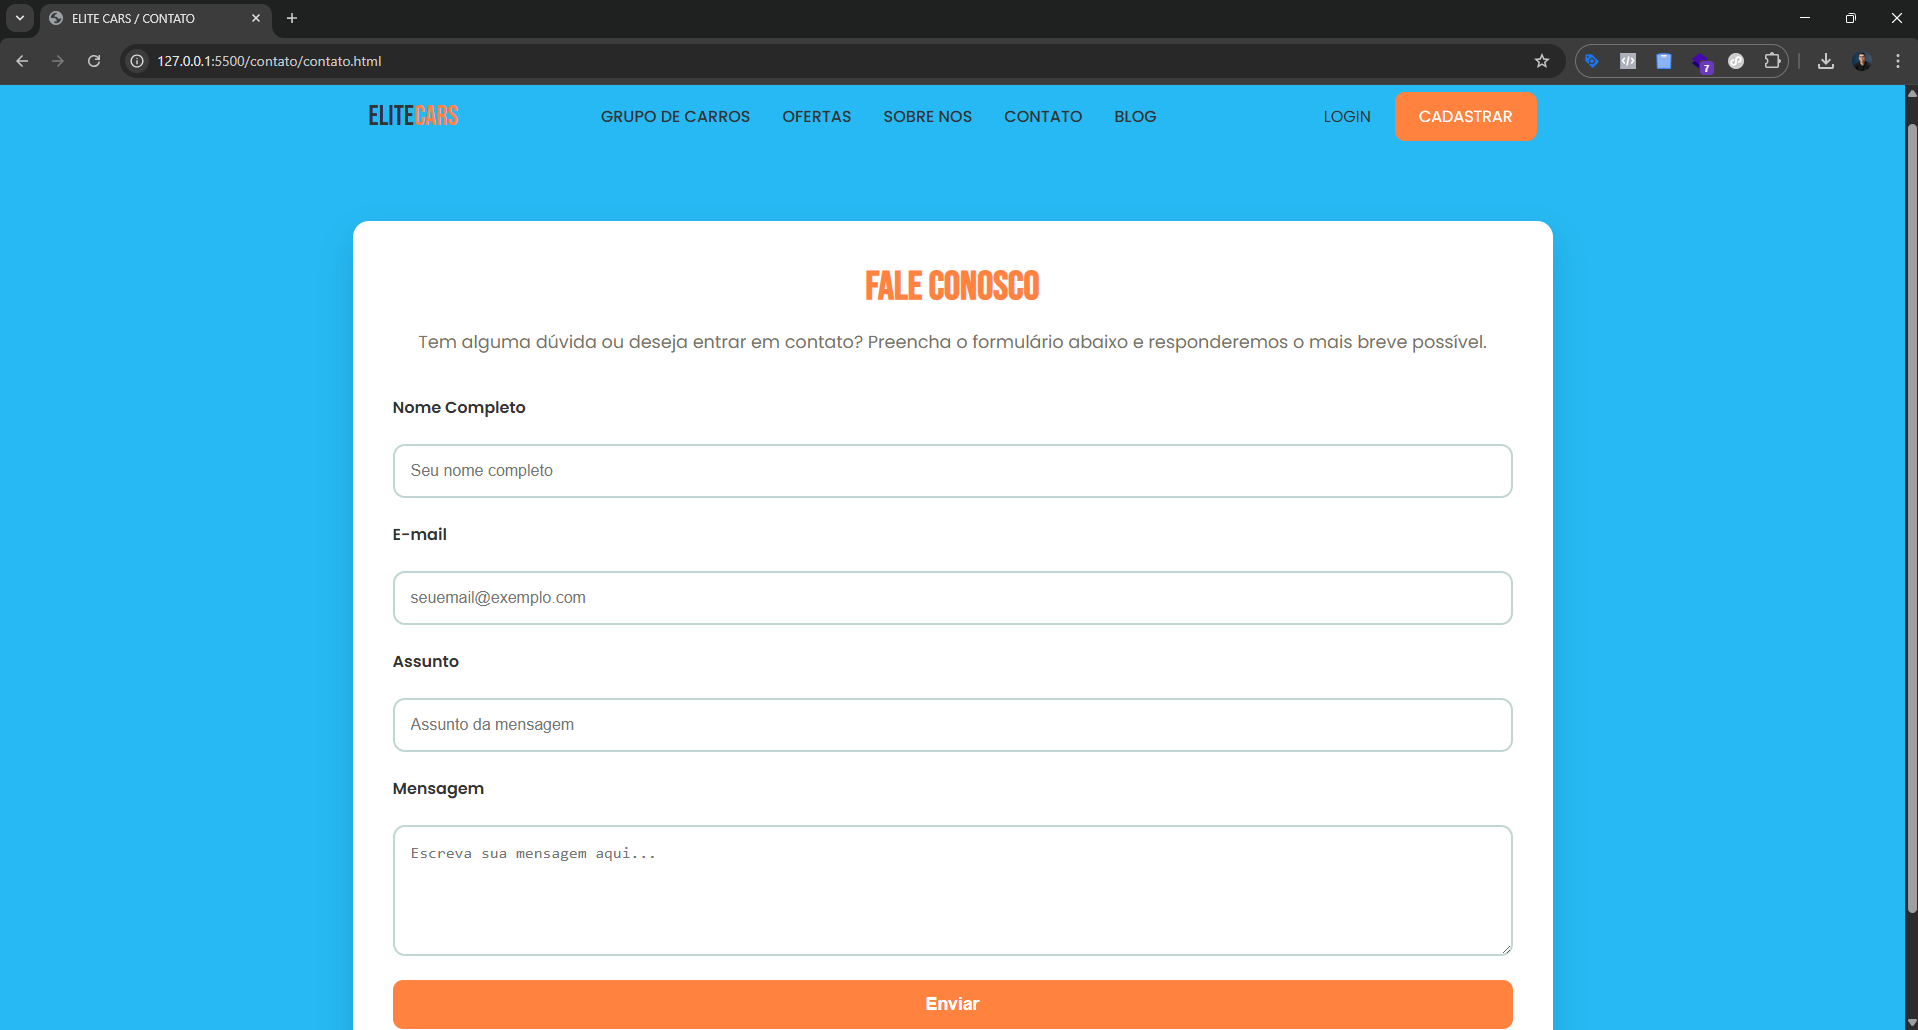 ELITE CARS / CONTATO
127.0.0.1:5500/contato/contato.html
7
ELITECARS GRUPO DE CARROS OFERTAS SOBRE NOS CONTATO BLOG LOGIN CADASTRAR
FALE CONOSCO
Tem alguma dúvida ou deseja entrar em contato? Preencha o formulário abaixo e responderemos o mais breve possível.
Nome Completo
Seu nome completo
E-mail
seuemail@exemplo.com
Assunto
Assunto da mensagem
Mensagem
Escreva sua mensagem aqui...
Enviar